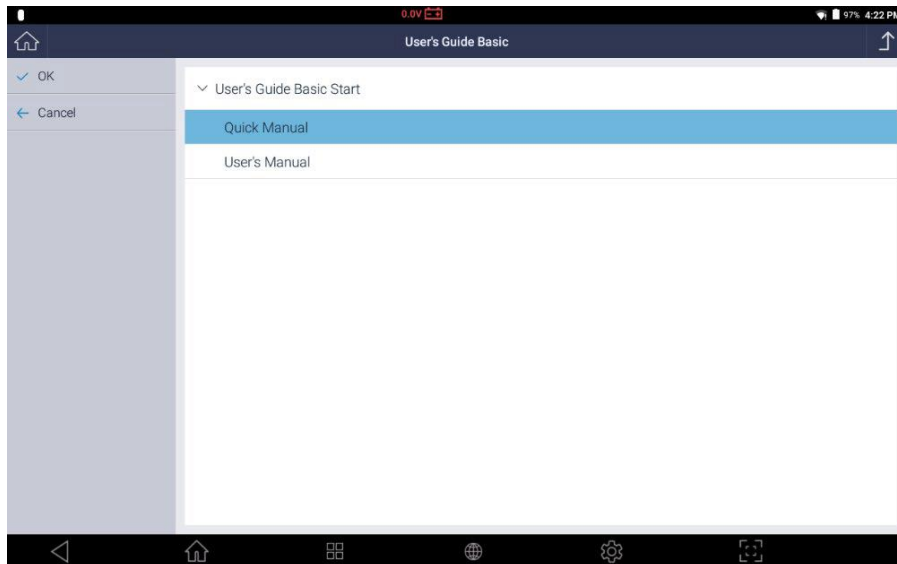 0.0V
97% 4:22 PM
User's Guide Basic
OK
Cancel
User's Guide Basic Start
Quick Manual
User's Manual